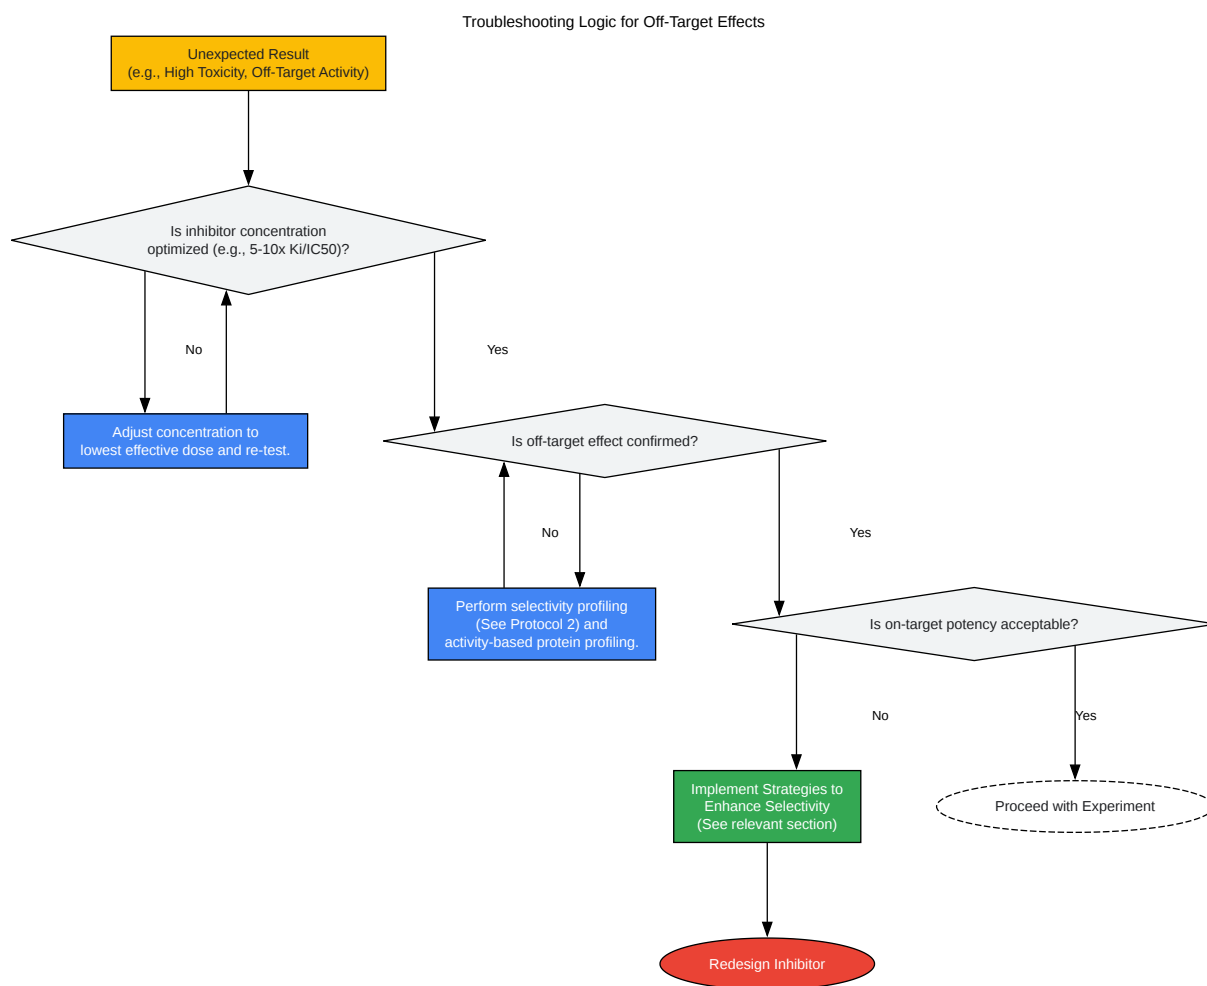 Troubleshooting Logic for Off-Target Effects
Unexpected Result
(e.g., High Toxicity, Off-Target Activity)
Is inhibitor concentration
optimized (e.g., 5-10x Ki/IC50)?
No
Yes
Adjust concentration to
lowest effective dose and re-test.
Is off-target effect confirmed?
No
Yes
Perform selectivity profiling
(See Protocol 2) and
activity-based protein profiling.
Is on-target potency acceptable?
No
Yes
Implement Strategies to
Enhance Selectivity
(See relevant section)
Proceed with Experiment
Redesign Inhibitor